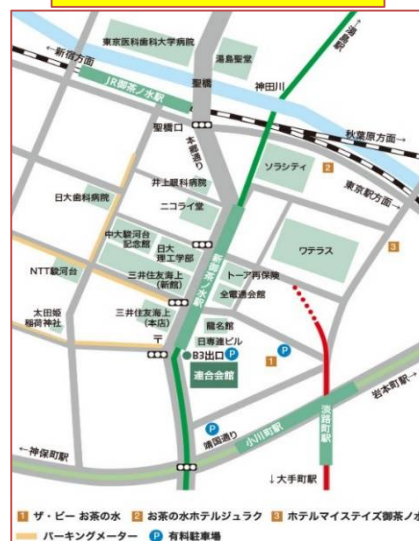 →湯島駅
東京医科歯科大学病院
←新宿方面
湯島聖堂
聖橋
神田川
JR御茶ノ水駅
聖橋口
本郷通り
秋葉原方面→
ソラシティ
2
東京駅方面→
井上眼科病院
日大歯科病院
ニコライ堂
中大駿河台
記念館
日大
理工学部
新御茶ノ水駅
ワテラス
3
NTT駿河台
三井住友海上
(新館)
トーア再保険
全電通会館
太田姫
稲荷神社
三井住友海上
(本店)
龍名館
〒
日専連ビル
B3出口
P
1
P
連合会館
淡路町駅
岩本町駅→
P
靖国通り
小川町駅
←神保町駅
↓大手町駅
1 ザ・ビー お茶の水
2 お茶の水ホテルジュラク
3 ホテルマイステイズ御茶ノ水
パーキングメーター
P 有料駐車場